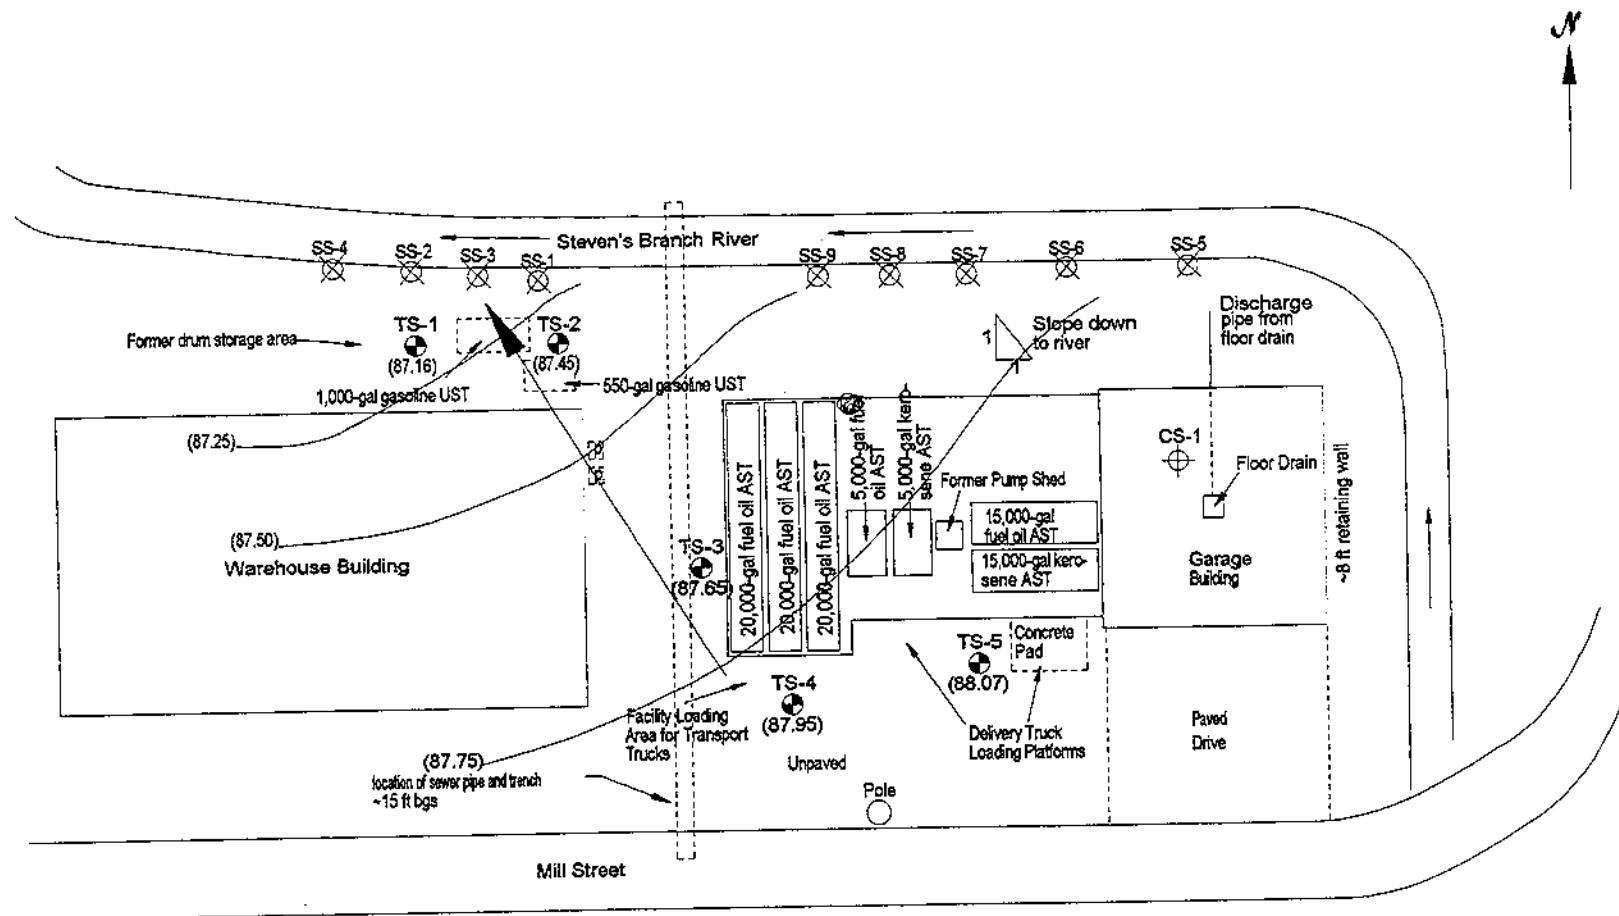 N
Steven's Branch River
SS-4
SS-2
SS-3
SS-1
SS-9
SS-8
SS-7
SS-6
SS-5
Former drum storage area
TS-1
(87.16)
TS-2
(87.45)
1,000-gal gasoline UST
550-gal gasoline UST
1
1
Slope down
to river
Discharge
pipe from
floor drain
(87.25)
(87.50)
Warehouse Building
TS-3
(87.65)
20,000-gal fuel oil AST
20,000-gal fuel oil AST
20,000-gal fuel oil AST
5,000-gal fuel
oil AST
5,000-gal kero-
sene AST
Former Pump Shed
15,000-gal
fuel oil AST
15,000-gal kero-
sene AST
CS-1
Floor Drain
Garage
Building
~8 ft retaining wall
TS-5
(88.07)
Concrete
Pad
TS-4
(87.95)
Facility Loading
Area for Transport
Trucks
Delivery Truck
Loading Platforms
Paved
Drive
(87.75)
location of sewer pipe and trench
~15 ft bgs
Unpaved
Pole
Mill Street